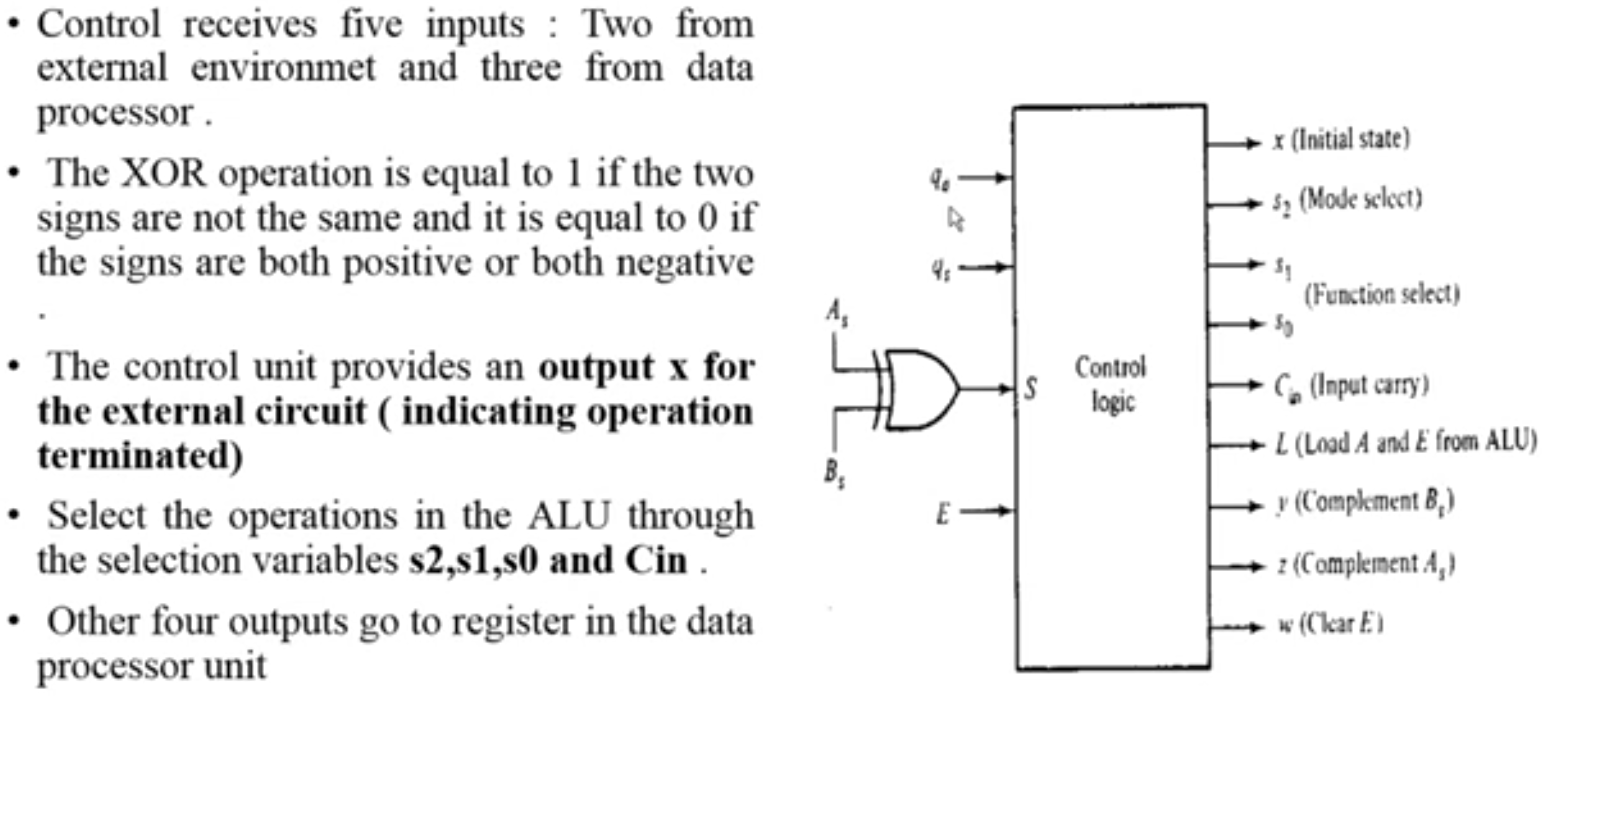 • Control receives five inputs : Two from
external environmet and three from data
processor .
• The XOR operation is equal to 1 if the two
signs are not the same and it is equal to 0 if
the signs are both positive or both negative
.
• The control unit provides an output x for
the external circuit ( indicating operation
terminated)
• Select the operations in the ALU through
the selection variables s2,s1,s0 and Cin .
• Other four outputs go to register in the data
processor unit
qₐ
qₛ
Aₛ
Bₛ
S
E
Control
logic
x (Initial state)
s₂ (Mode select)
s₁
(Function select)
s₀
Cᵢₙ (Input carry)
L (Load A and E from ALU)
y (Complement Bₛ)
z (Complement Aₛ)
w (Clear E)